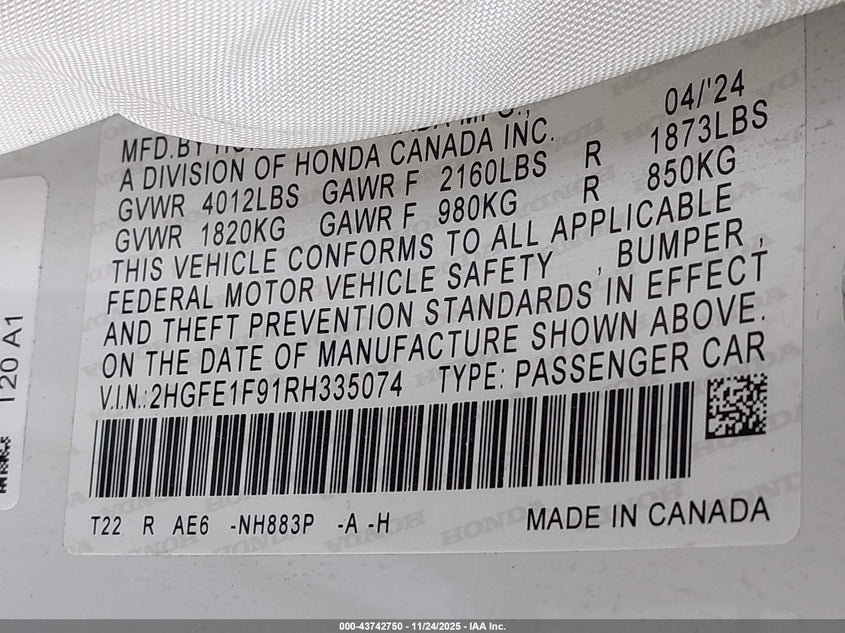 04/'24
MFD.BY
A DIVISION OF HONDA CANADA INC.
GVWR 4012LBS GAWR F 2160LBS R 1873LBS
GVWR 1820KG GAWR F 980KG R 850KG
THIS VEHICLE CONFORMS TO ALL APPLICABLE
FEDERAL MOTOR VEHICLE SAFETY , BUMPER ,
AND THEFT PREVENTION STANDARDS IN EFFECT
ON THE DATE OF MANUFACTURE SHOWN ABOVE.
V.I.N.:2HGFE1F91RH335074 TYPE:PASSENGER CAR
T22 R AE6 -NH883P -A -H MADE IN CANADA
T20 A1
000-43742750 - 11/24/2025 - IAA Inc.